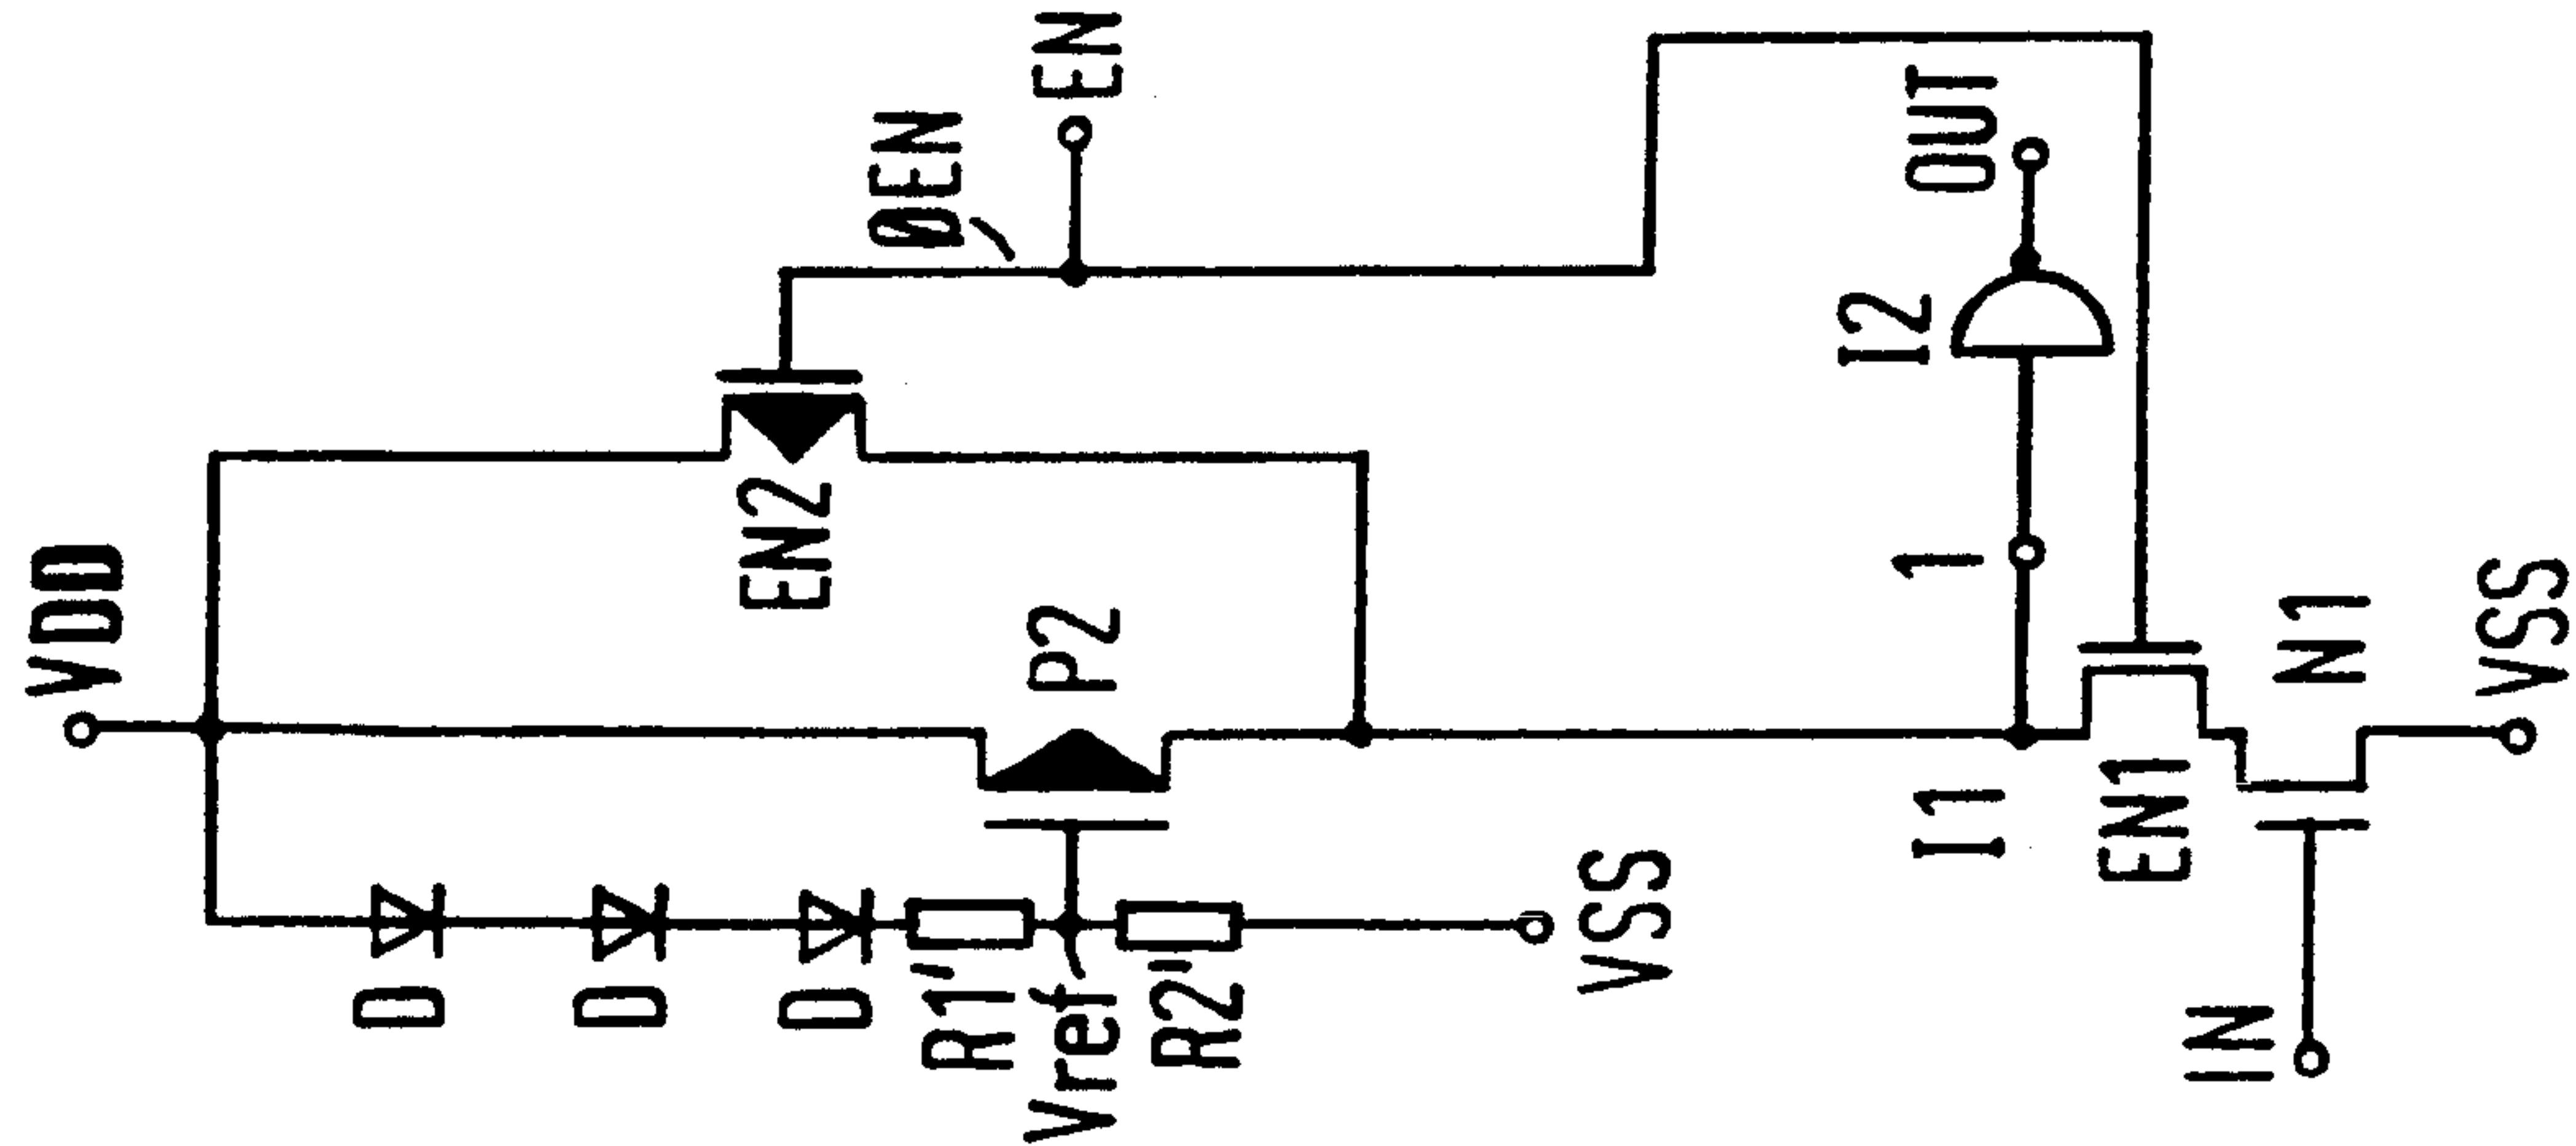 VDD
D
D
EN2
D
ØEN
R1"
Vref
P2
EN
R2"
VSS
I2
1
OUT
I1
EN1
IN
N1
VSS